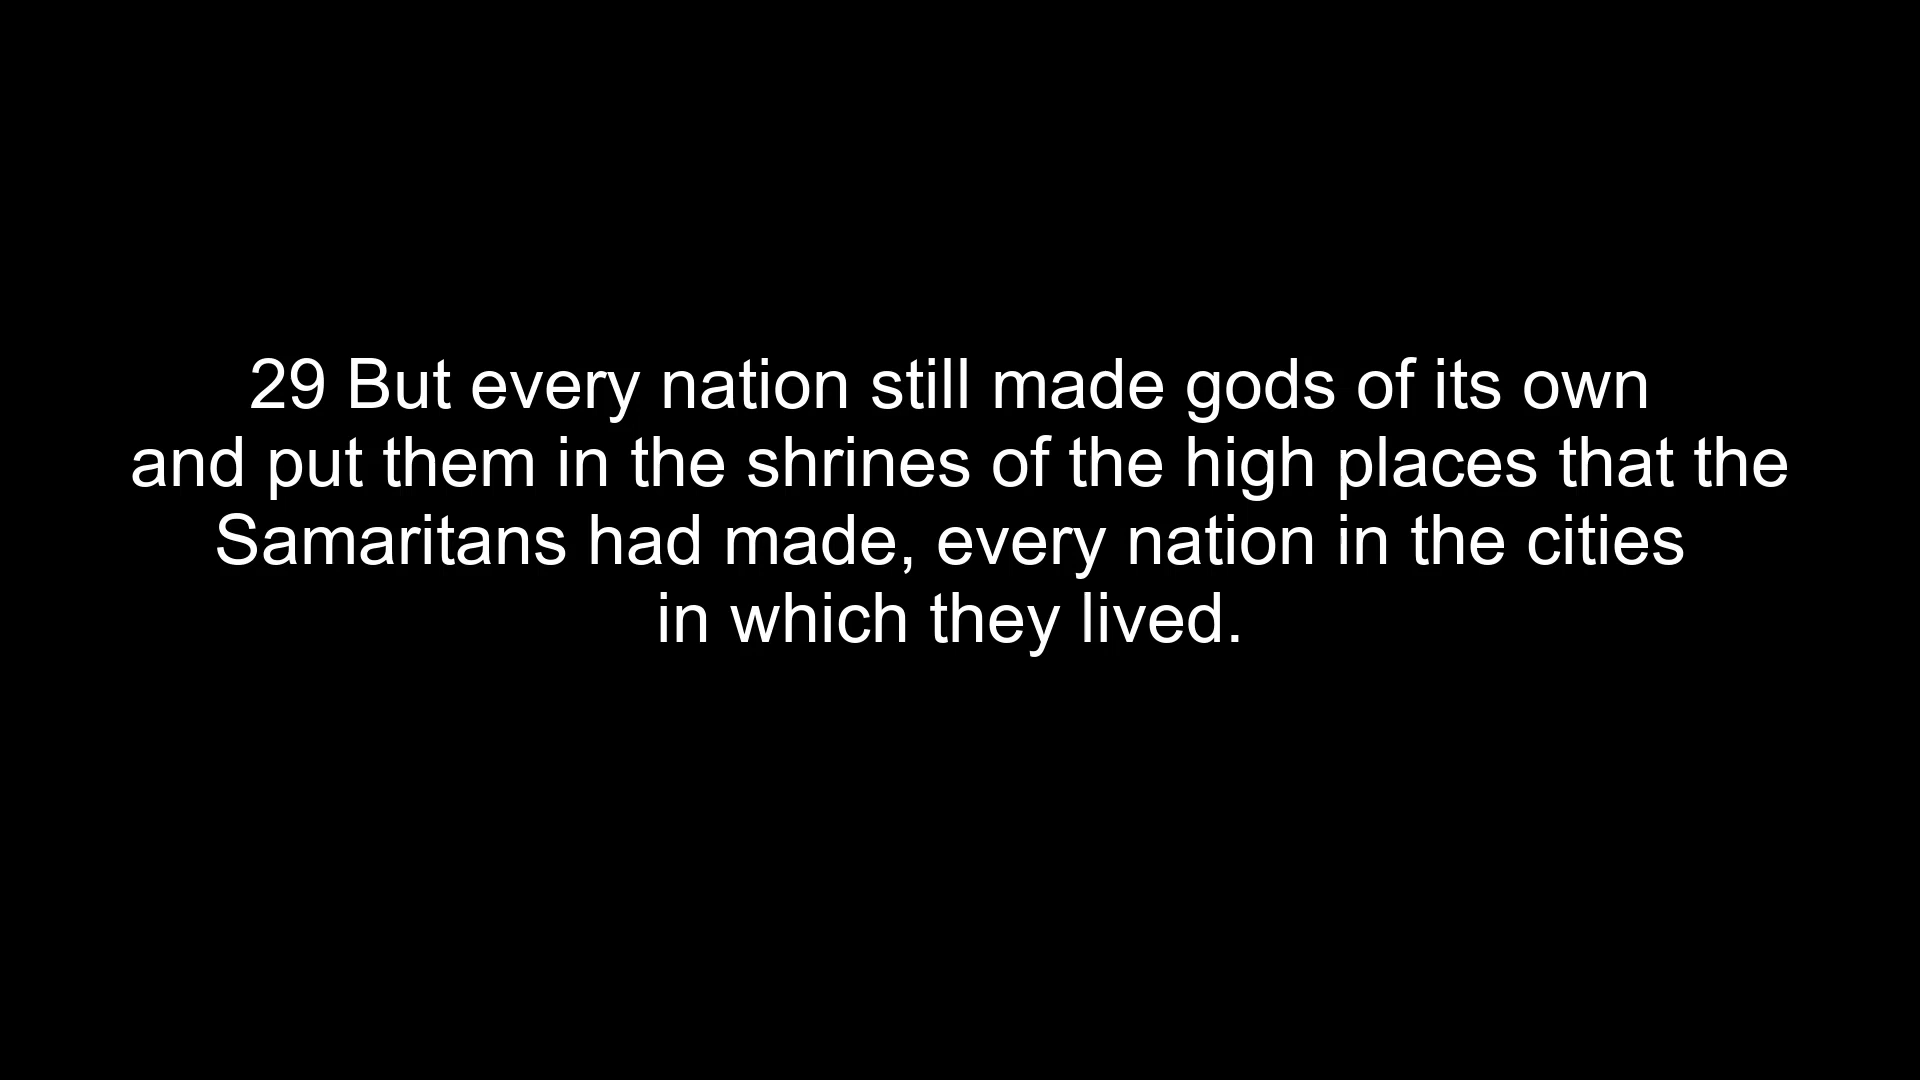 29 But every nation still made gods of its own
and put them in the shrines of the high places that the
Samaritans had made, every nation in the cities
in which they lived.